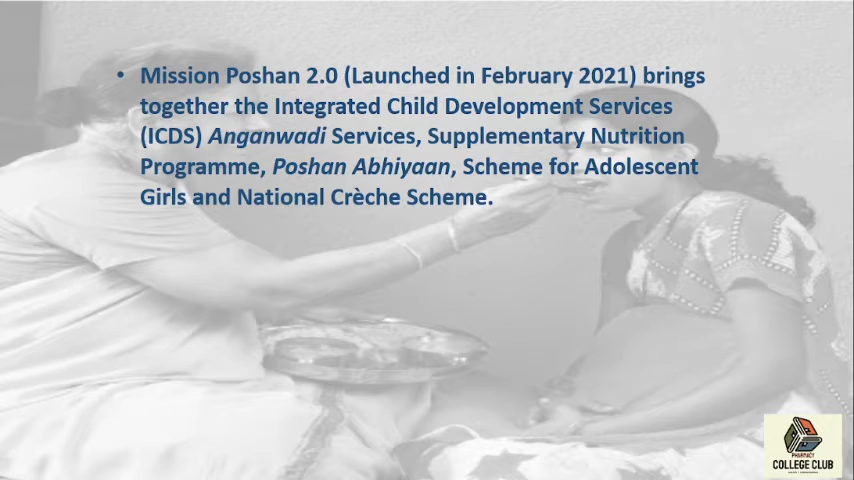 • Mission Poshan 2.0 (Launched in February 2021) brings
together the Integrated Child Development Services
(ICDS) Anganwadi Services, Supplementary Nutrition
Programme, Poshan Abhiyaan, Scheme for Adolescent
Girls and National Crèche Scheme.
PHARMACY
COLLEGE CLUB